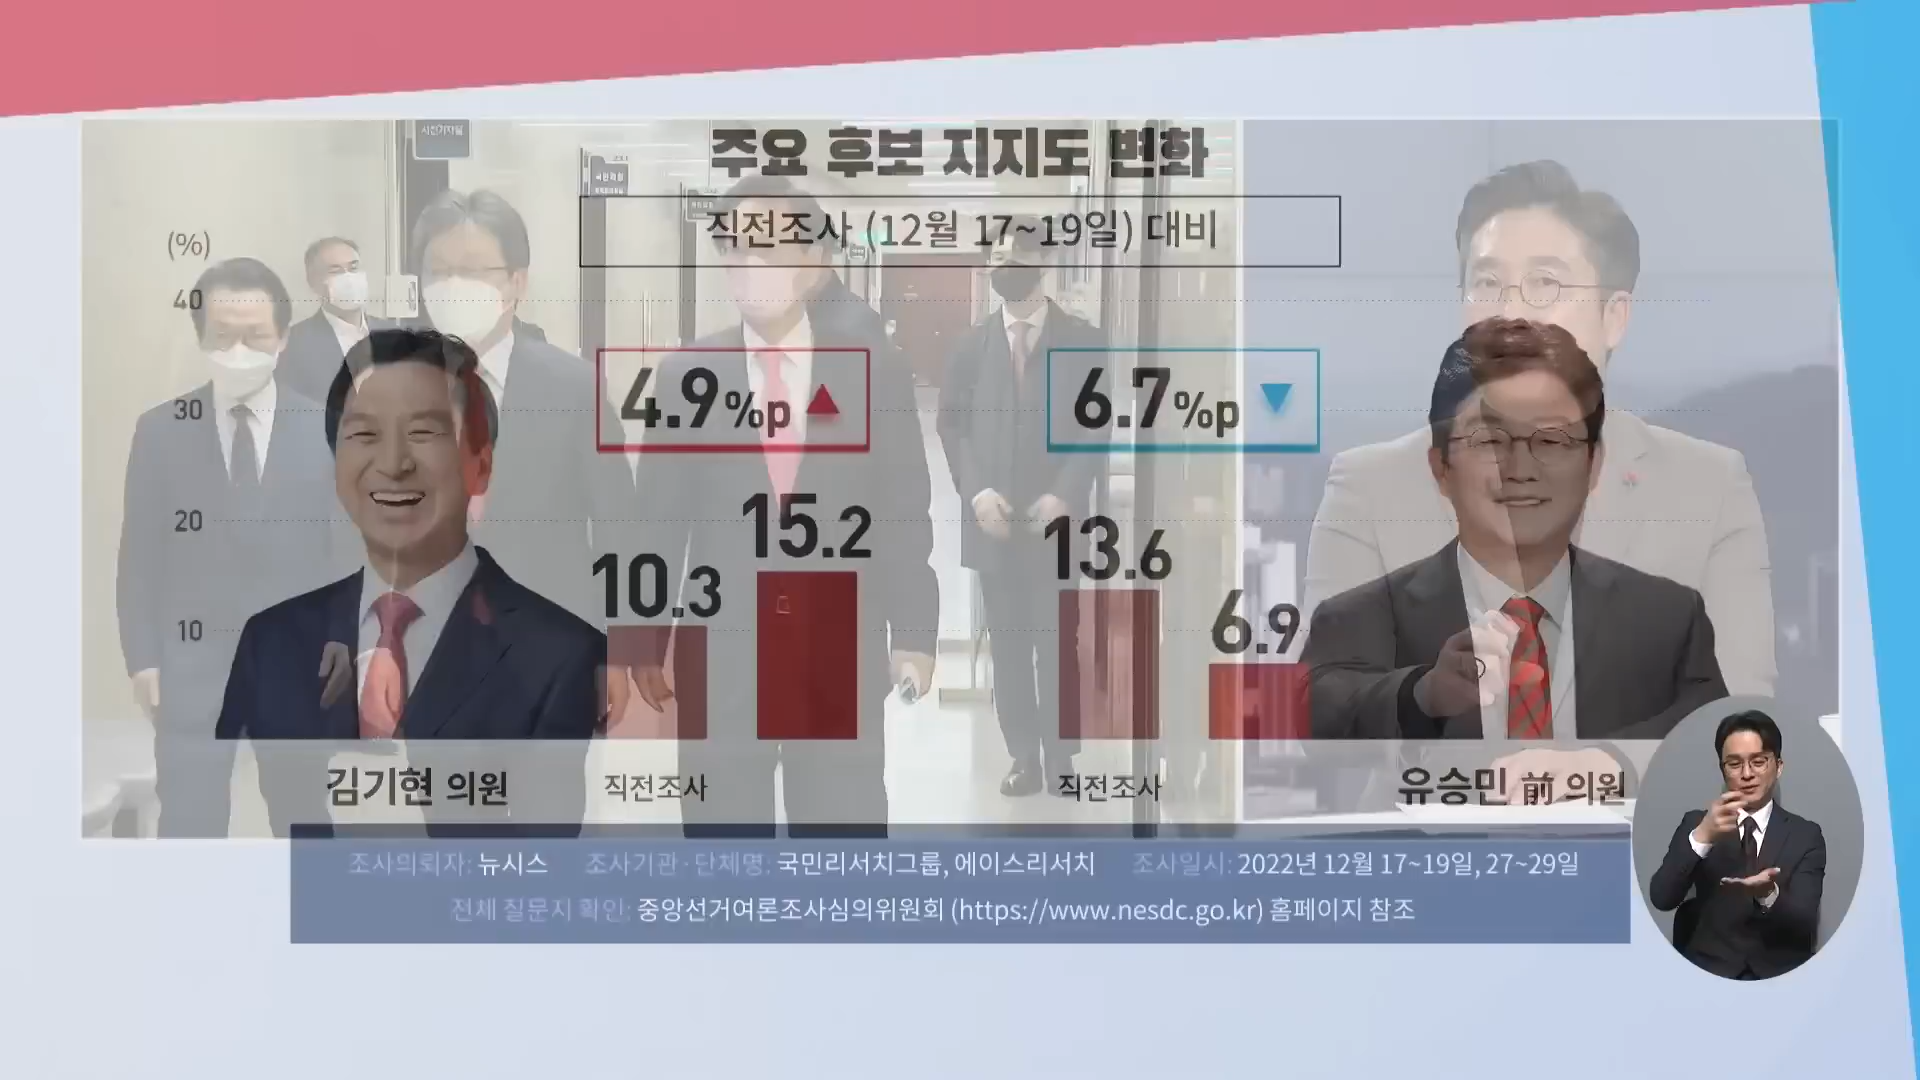 주요 후보 지지도 변화
직전조사 (12월 17~19일) 대비
(%)
40
30
20
10
4.9%p ▲
6.7%p ▼
10.3
15.2
13.6
6.9
김기현 의원
직전조사
직전조사
유승민 前 의원
조사의뢰자: 뉴시스 조사기관·단체명: 국민리서치그룹, 에이스리서치 조사일시: 2022년 12월 17~19일, 27~29일
전체 질문지 확인: 중앙선거여론조사심의위원회 (https://www.nesdc.go.kr) 홈페이지 참조